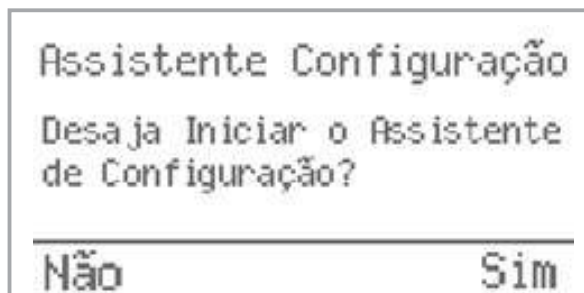 Assistente Configuração
Desaja Iniciar o Assistente
de Configuração?
Não Sim